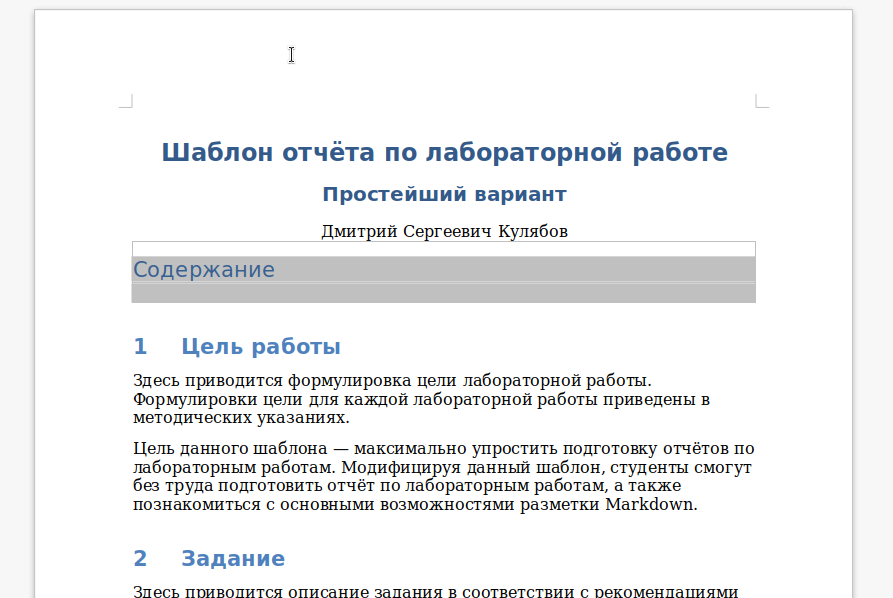 Шаблон отчёта по лабораторной работе
Простейший вариант
Дмитрий Сергеевич Кулябов
Содержание
1 Цель работы
Здесь приводится формулировка цели лабораторной работы.
Формулировки цели для каждой лабораторной работы приведены в
методических указаниях.
Цель данного шаблона — максимально упростить подготовку отчётов по
лабораторным работам. Модифицируя данный шаблон, студенты смогут
без труда подготовить отчёт по лабораторным работам, а также
познакомиться с основными возможностями разметки Markdown.
2 Задание
Здесь приводится описание задания в соответствии с рекомендациями